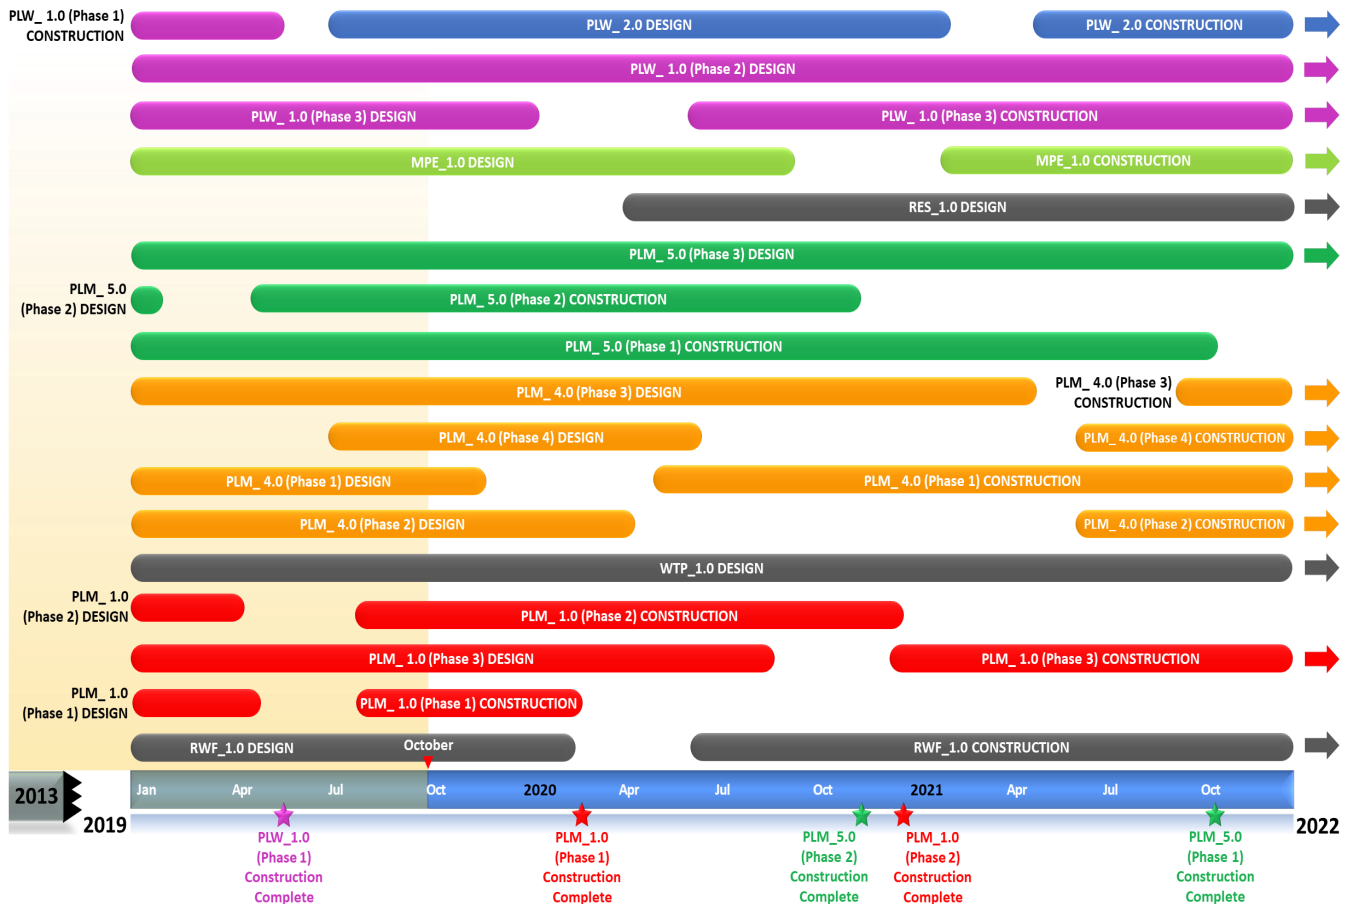 PLW_ 1.0 (Phase 1)
CONSTRUCTION
PLW_ 2.0 DESIGN
PLW_ 2.0 CONSTRUCTION
PLW_ 1.0 (Phase 2) DESIGN
PLW_ 1.0 (Phase 3) DESIGN
PLW_ 1.0 (Phase 3) CONSTRUCTION
MPE_1.0 DESIGN
MPE_1.0 CONSTRUCTION
RES_1.0 DESIGN
PLM_ 5.0 (Phase 3) DESIGN
PLM_ 5.0
(Phase 2) DESIGN
PLM_ 5.0 (Phase 2) CONSTRUCTION
PLM_ 5.0 (Phase 1) CONSTRUCTION
PLM_ 4.0 (Phase 3) DESIGN
PLM_ 4.0 (Phase 3)
CONSTRUCTION
PLM_ 4.0 (Phase 4) DESIGN
PLM_ 4.0 (Phase 4) CONSTRUCTION
PLM_ 4.0 (Phase 1) DESIGN
PLM_ 4.0 (Phase 1) CONSTRUCTION
PLM_ 4.0 (Phase 2) DESIGN
PLM_ 4.0 (Phase 2) CONSTRUCTION
WTP_1.0 DESIGN
PLM_ 1.0
(Phase 2) DESIGN
PLM_ 1.0 (Phase 2) CONSTRUCTION
PLM_ 1.0 (Phase 3) DESIGN
PLM_ 1.0 (Phase 3) CONSTRUCTION
PLM_ 1.0
(Phase 1) DESIGN
PLM_ 1.0 (Phase 1) CONSTRUCTION
RWF_1.0 DESIGN
October
RWF_1.0 CONSTRUCTION
2013
2019
Jan
Apr
Jul
Oct
2020
Apr
Jul
Oct
2021
Apr
Jul
Oct
2022
PLW_1.0
(Phase 1)
Construction
Complete
PLM_1.0
(Phase 1)
Construction
Complete
PLM_5.0
(Phase 2)
Construction
Complete
PLM_1.0
(Phase 2)
Construction
Complete
PLM_5.0
(Phase 1)
Construction
Complete